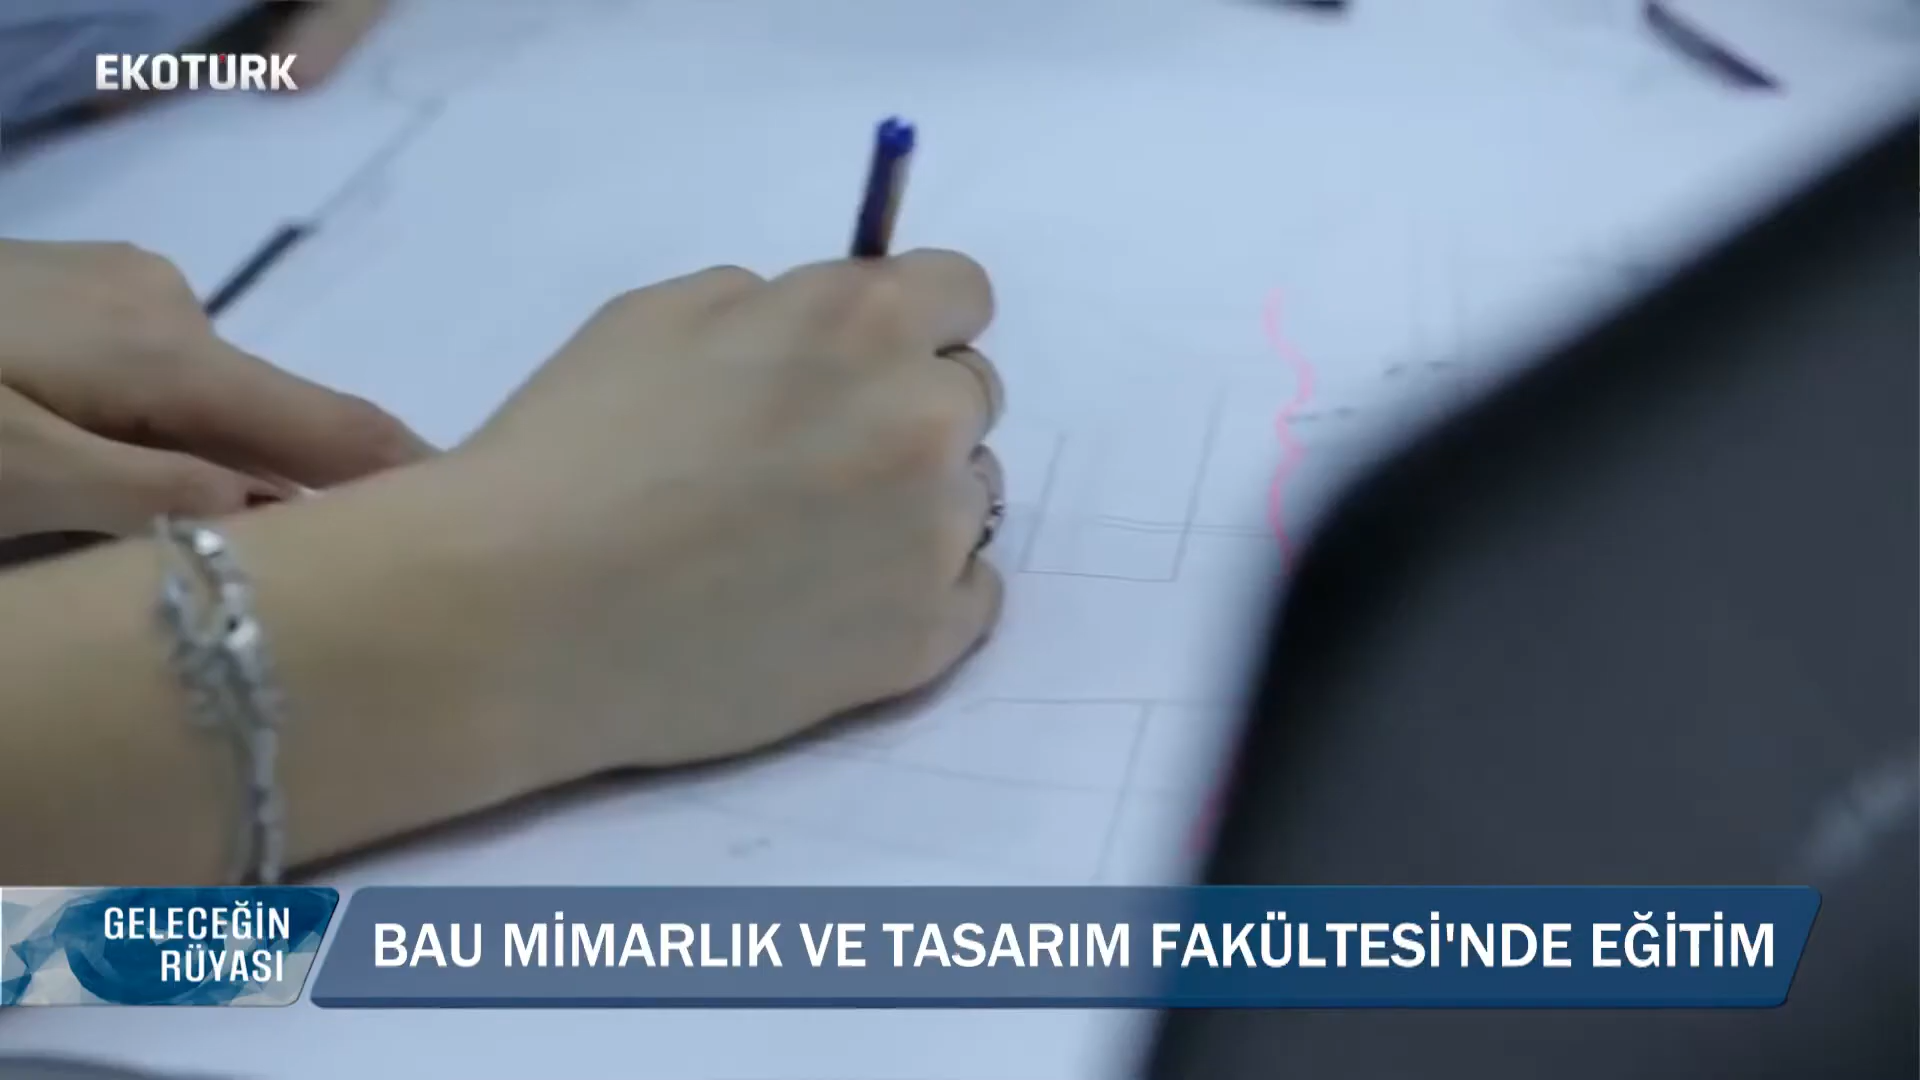 EKOTÜRK
GELECEĞİN
RÜYASI
BAU MİMARLIK VE TASARIM FAKÜLTESİ'NDE EĞİTİM